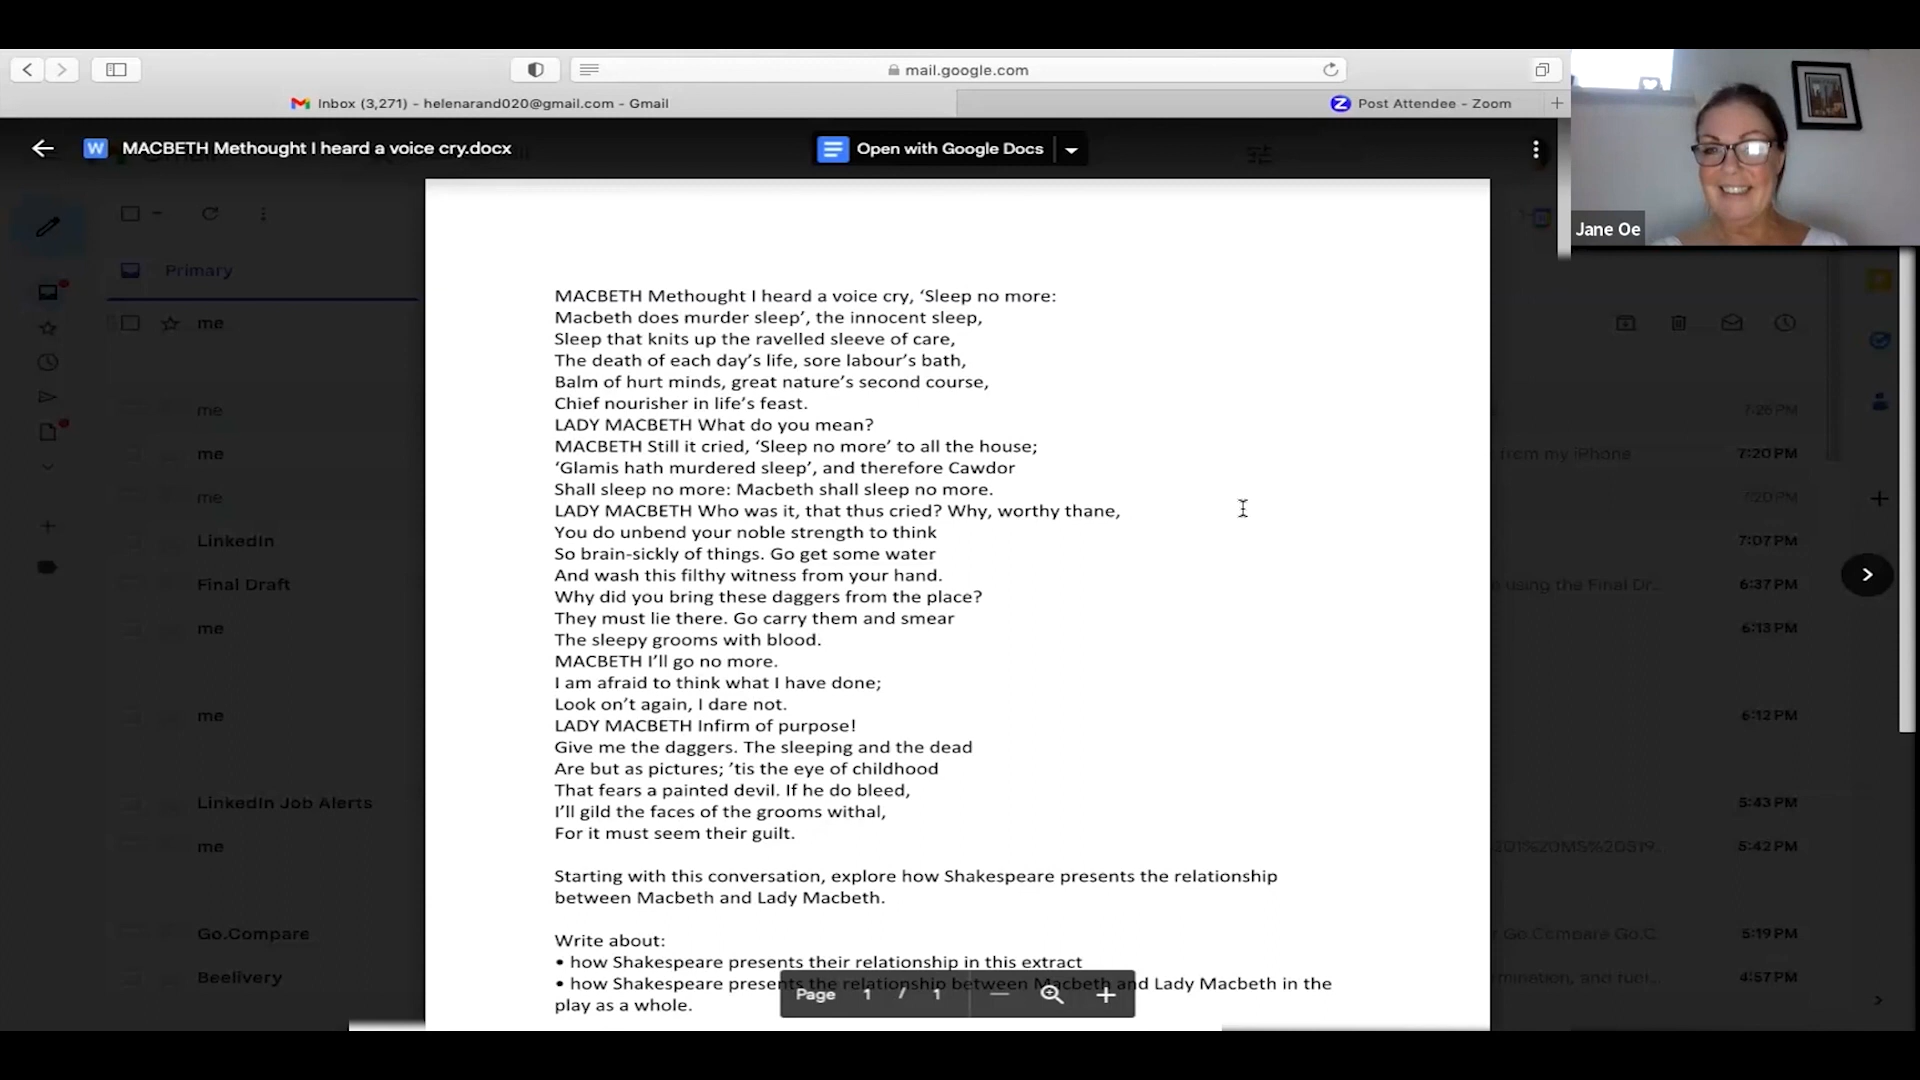 mail.google.com
Inbox (3,271) - helenarand020@gmail.com - Gmail
Post Attendee - Zoom
MACBETH Methought I heard a voice cry.docx
Open with Google Docs
Jane Oe
Primary
me
me
me
LinkedIn
Final Draft
me
me
LinkedIn Job Alerts
me
Go.Compare
Beelivery
MACBETH Methought I heard a voice cry, ‘Sleep no more:
Macbeth does murder sleep’, the innocent sleep,
Sleep that knits up the ravelled sleeve of care,
The death of each day’s life, sore labour’s bath,
Balm of hurt minds, great nature’s second course,
Chief nourisher in life’s feast.
LADY MACBETH What do you mean?
MACBETH Still it cried, ‘Sleep no more’ to all the house;
‘Glamis hath murdered sleep’, and therefore Cawdor
Shall sleep no more: Macbeth shall sleep no more.
LADY MACBETH Who was it, that thus cried? Why, worthy thane,
You do unbend your noble strength to think
So brain-sickly of things. Go get some water
And wash this filthy witness from your hand.
Why did you bring these daggers from the place?
They must lie there. Go carry them and smear
The sleepy grooms with blood.
MACBETH I’ll go no more.
I am afraid to think what I have done;
Look on’t again, I dare not.
LADY MACBETH Infirm of purpose!
Give me the daggers. The sleeping and the dead
Are but as pictures; ’tis the eye of childhood
That fears a painted devil. If he do bleed,
I’ll gild the faces of the grooms withal,
For it must seem their guilt.
Starting with this conversation, explore how Shakespeare presents the relationship
between Macbeth and Lady Macbeth.
Write about:
• how Shakespeare presents their relationship in this extract
• how Shakespeare presents the relationship between Macbeth and Lady Macbeth in the
play as a whole.
Page 1 / 1
7:26 PM
from my iPhone 7:20 PM
7:20 PM
7:07 PM
using the Final Dr... 6:37 PM
6:13 PM
6:12 PM
5:43 PM
5:42 PM
Go.Compare Go.C... 5:19 PM
4:57 PM